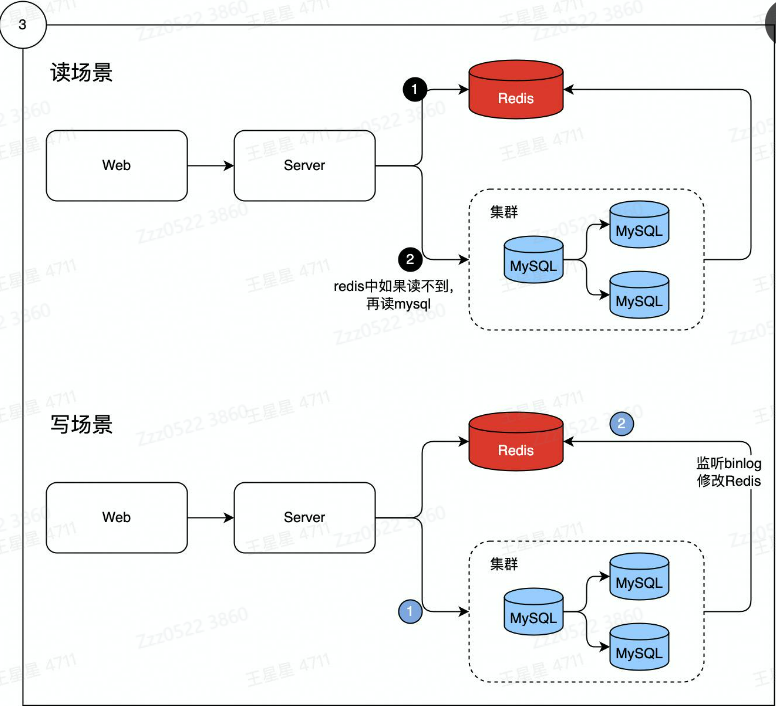 3
读场景
1
Redis
Web
Server
集群
MySQL
MySQL
MySQL
2
redis中如果读不到，
再读mysql
写场景
2
Redis
监听binlog
修改Redis
Web
Server
集群
MySQL
MySQL
MySQL
1
王星星 4711
Zzz0522 3860